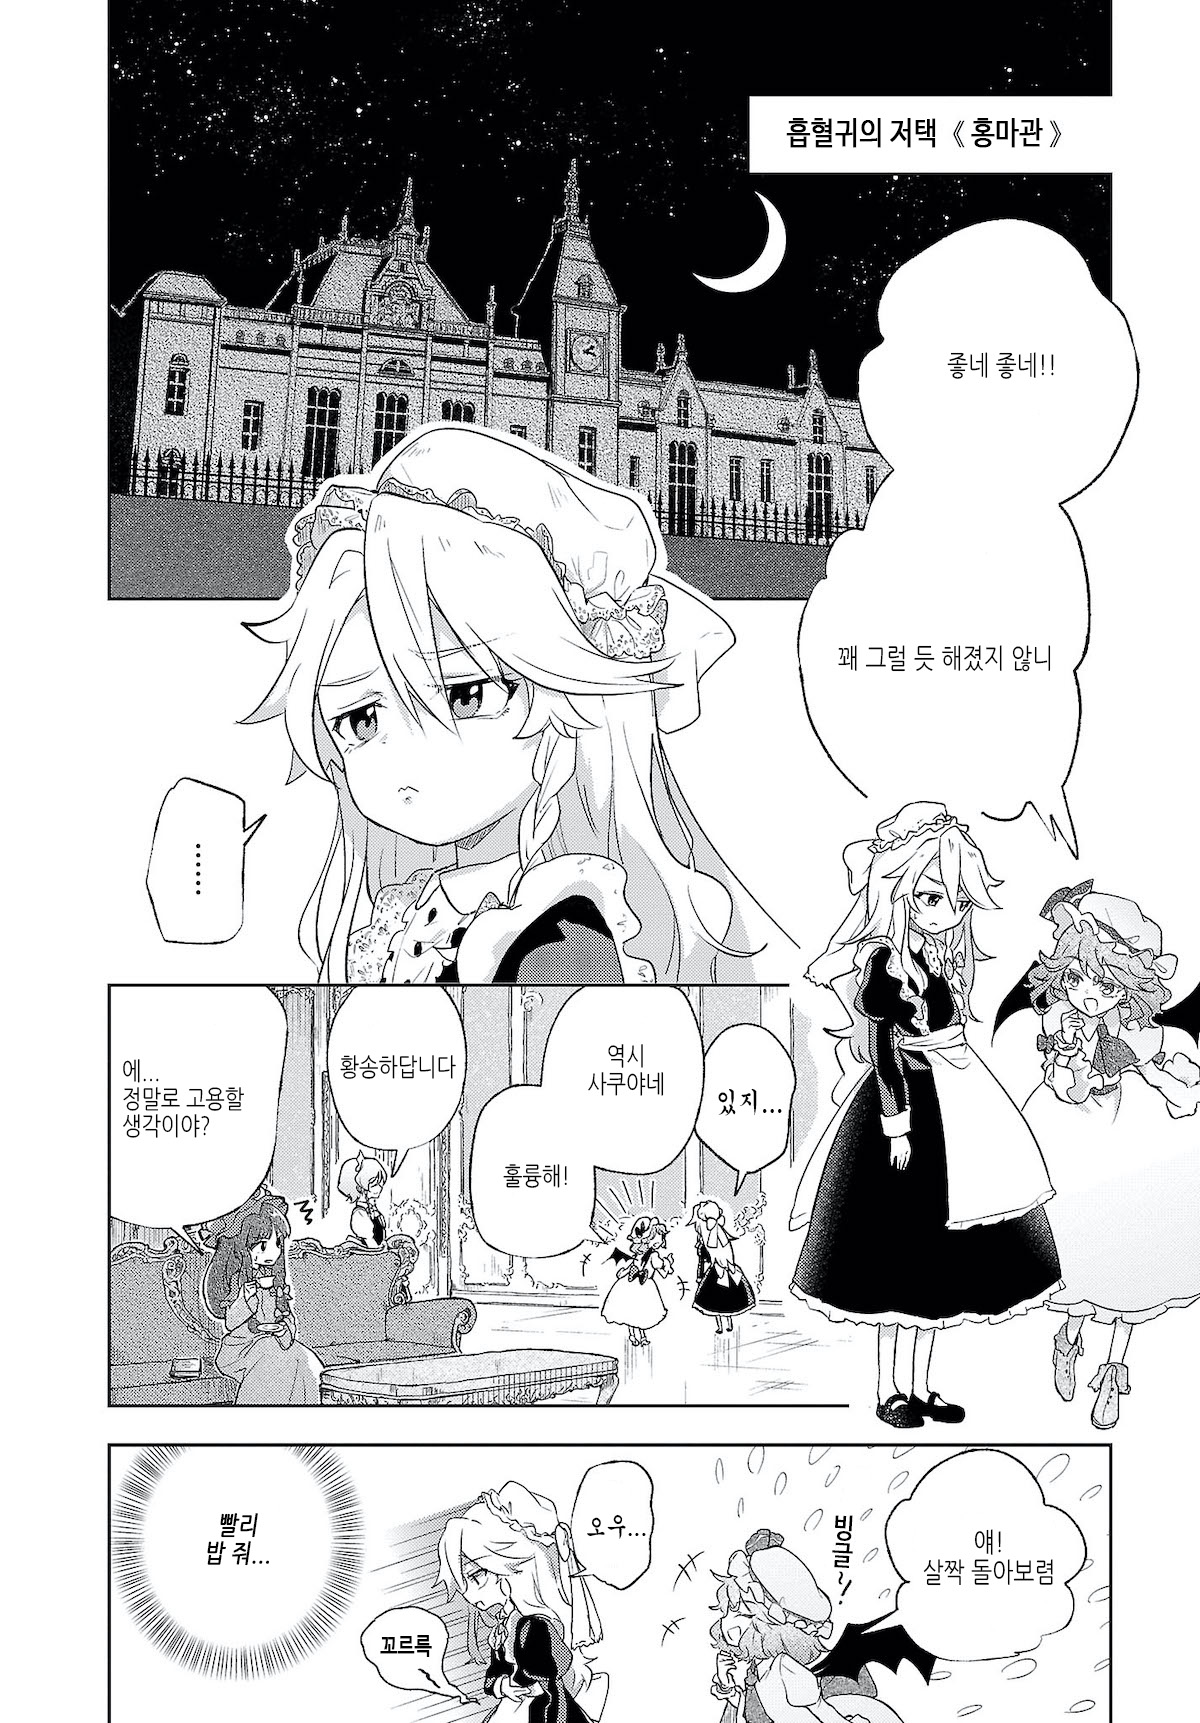 흡혈귀의 저택 《 홍마관 》
좋네 좋네!!
꽤 그럴 듯 해졌지 않니
……
있지...
역시
사쿠야네
훌륭해!
황송하답니다
에...
정말로 고용할
생각이야?
얘!
살짝 돌아보렴
빙글~!
오우...
꼬르륵
빨리
밥 줘...